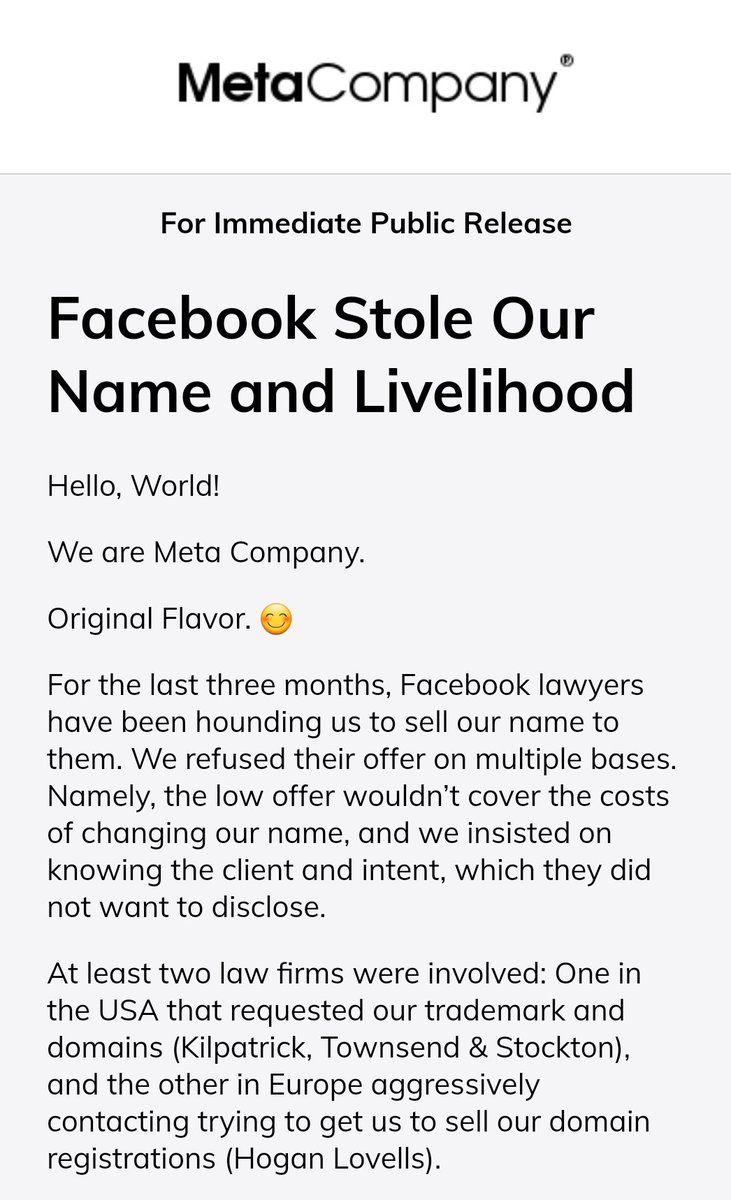 MetaCompany®
For Immediate Public Release
Facebook Stole Our
Name and Livelihood
Hello, World!
We are Meta Company.
Original Flavor. 😊
For the last three months, Facebook lawyers
have been hounding us to sell our name to
them. We refused their offer on multiple bases.
Namely, the low offer wouldn’t cover the costs
of changing our name, and we insisted on
knowing the client and intent, which they did
not want to disclose.
At least two law firms were involved: One in
the USA that requested our trademark and
domains (Kilpatrick, Townsend & Stockton),
and the other in Europe aggressively
contacting trying to get us to sell our domain
registrations (Hogan Lovells).